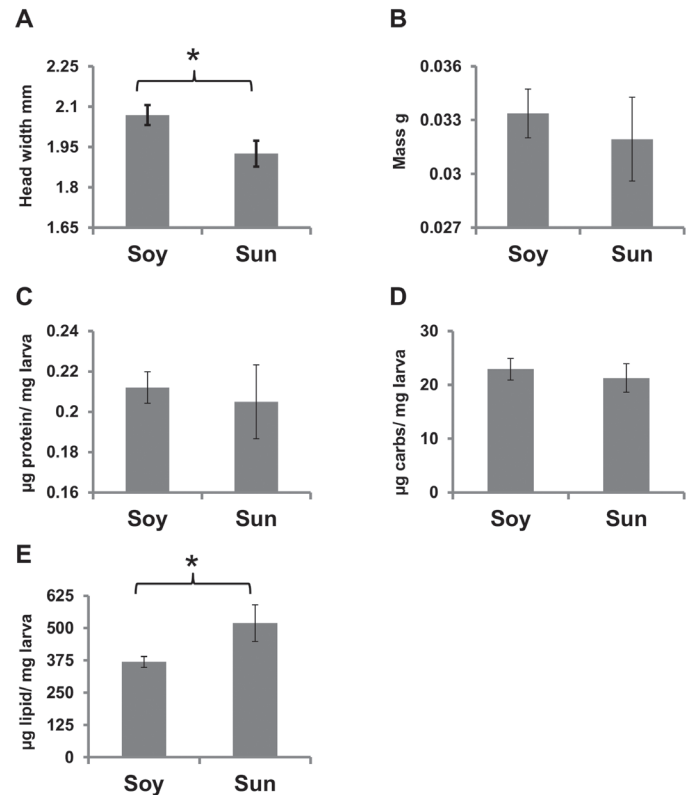 A
*
Head width mm
2.25
2.1
1.95
1.8
1.65
Soy Sun
B
Mass g
0.036
0.033
0.03
0.027
Soy Sun
C
µg protein/ mg larva
0.24
0.22
0.2
0.18
0.16
Soy Sun
D
µg carbs/ mg larva
30
20
10
0
Soy Sun
E
*
µg lipid/ mg larva
625
500
375
250
125
0
Soy Sun